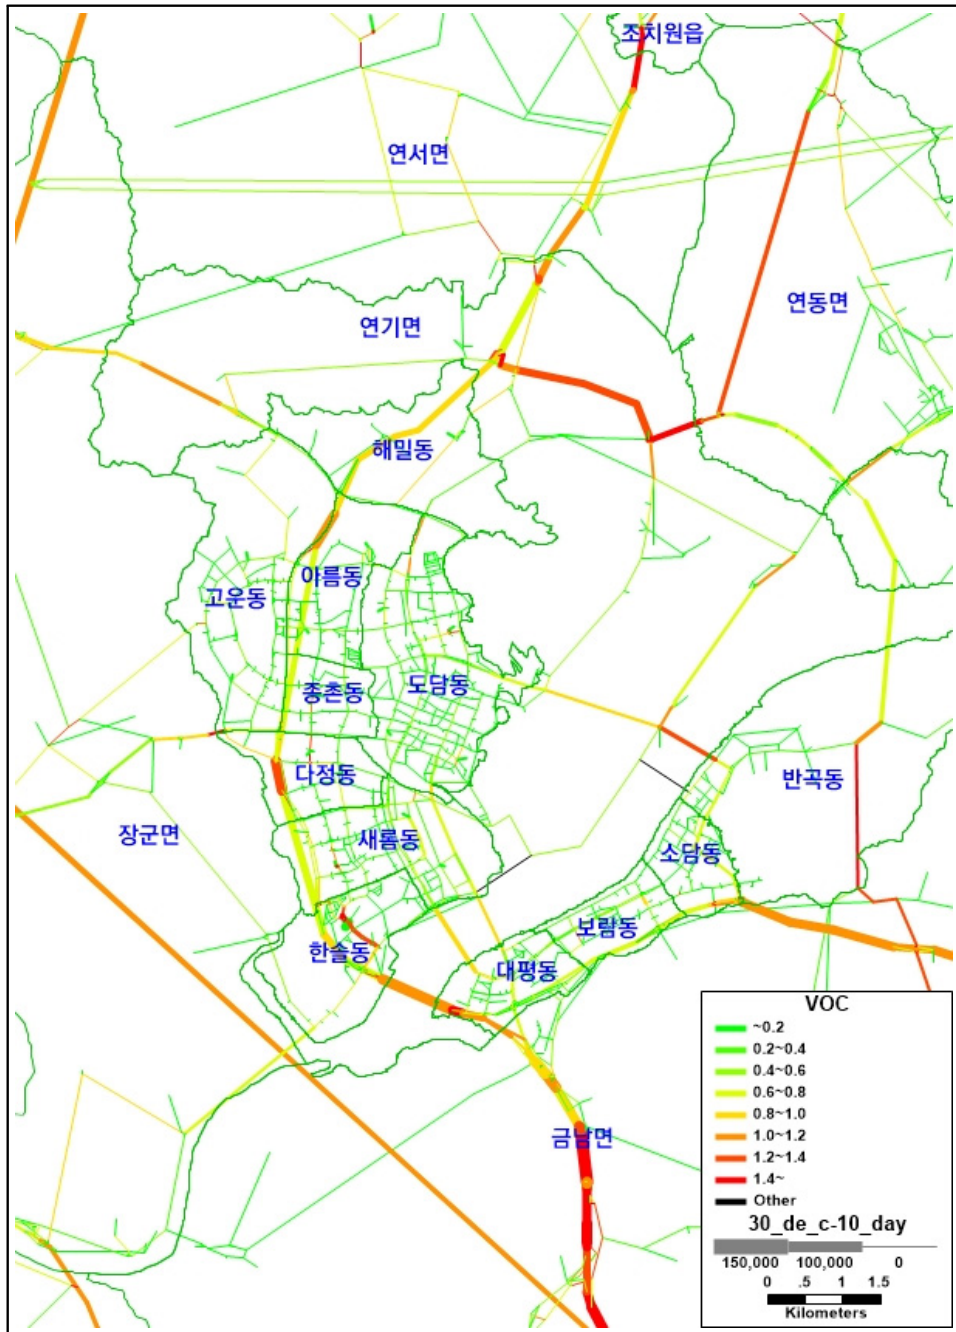 조치원읍
연서면
연동면
연기면
해밀동
아름동
고운동
종촌동
도담동
다정동
반곡동
장군면
새롬동
소담동
보람동
한솔동
대평동
금남면
VOC
~0.2
0.2~0.4
0.4~0.6
0.6~0.8
0.8~1.0
1.0~1.2
1.2~1.4
1.4~
Other
30_de_c-10_day
150,000 100,000 0
0 .5 1 1.5
Kilometers